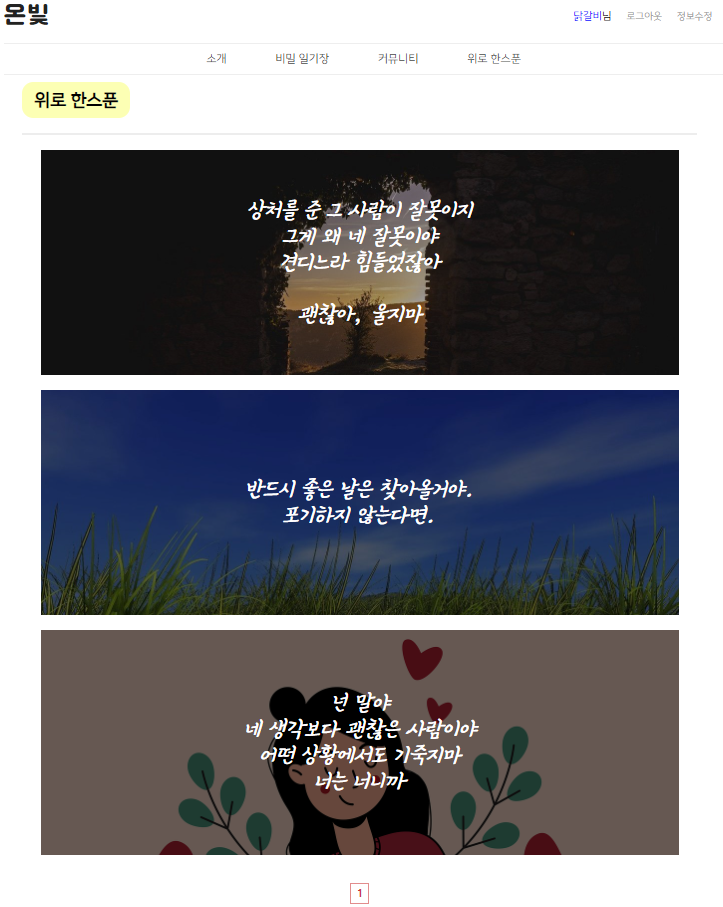 온빛
닭갈비님 로그아웃 정보수정
소개 비밀 일기장 커뮤니티 위로 한스푼
위로 한스푼
상처를 준 그 사람이 잘못이지
그게 왜 네 잘못이야
견디느라 힘들었잖아
괜찮아, 울지마
반드시 좋은 날은 찾아올거야.
포기하지 않는다면.
넌 말야
네 생각보다 괜찮은 사람이야
어떤 상황에서도 기죽지마
너는 너니까
1